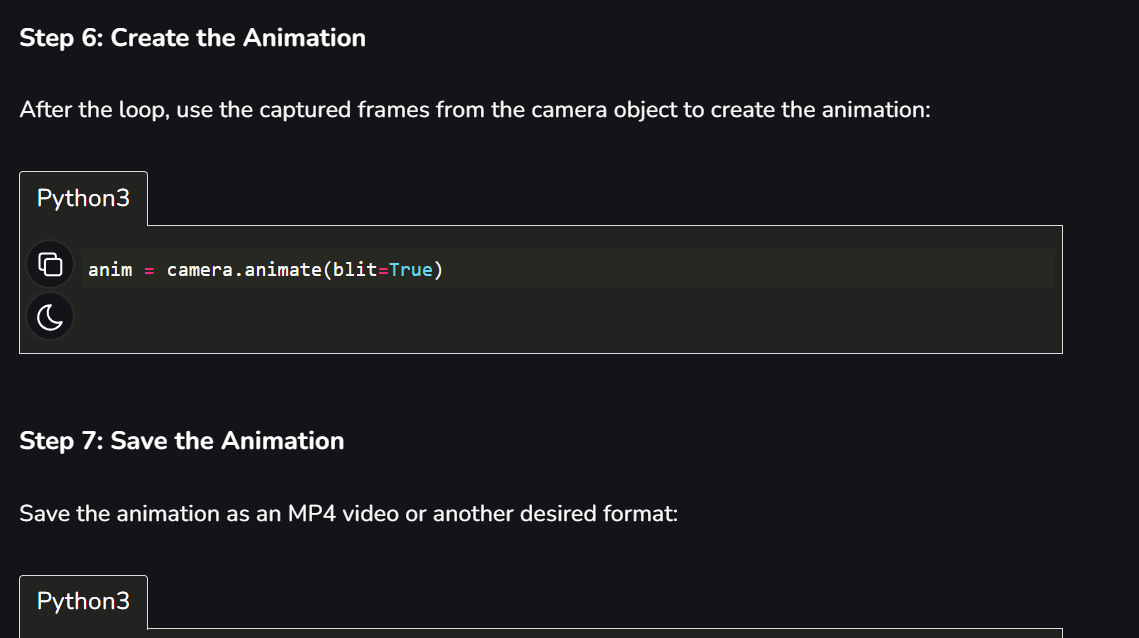 Step 6: Create the Animation
After the loop, use the captured frames from the camera object to create the animation:
Python3
anim = camera.animate(blit=True)
Step 7: Save the Animation
Save the animation as an MP4 video or another desired format:
Python3